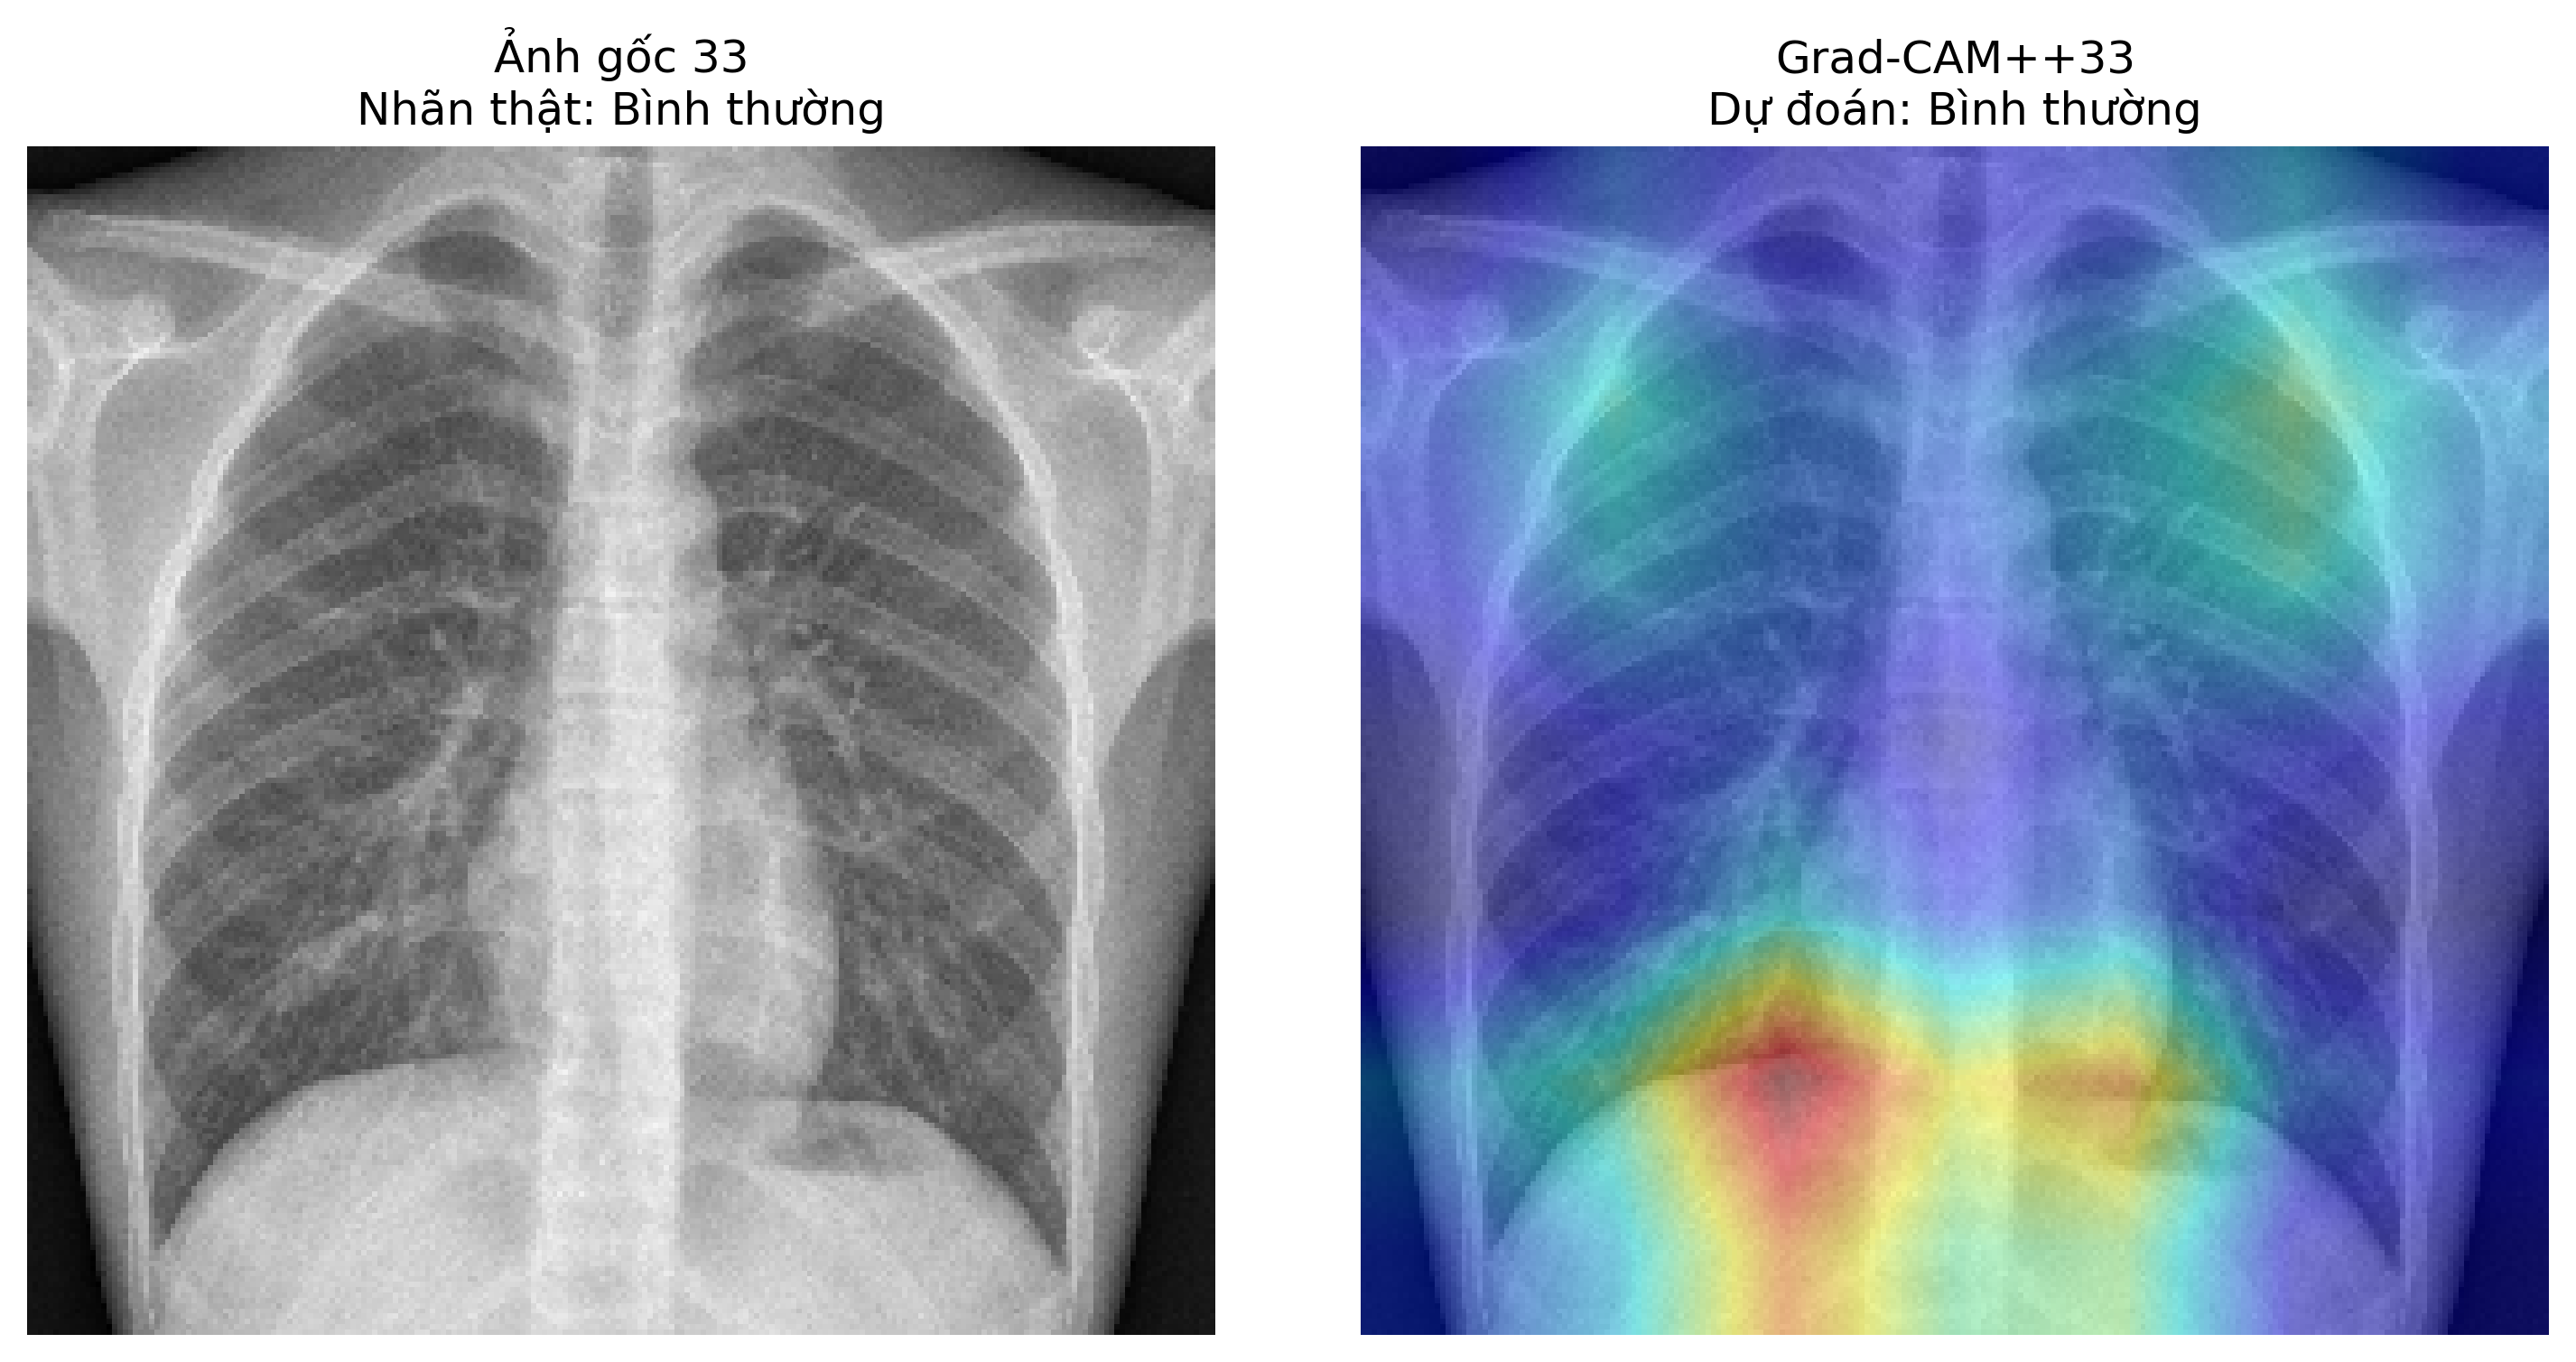 Ảnh gốc 33
Nhãn thật: Bình thường
Grad-CAM++33
Dự đoán: Bình thường